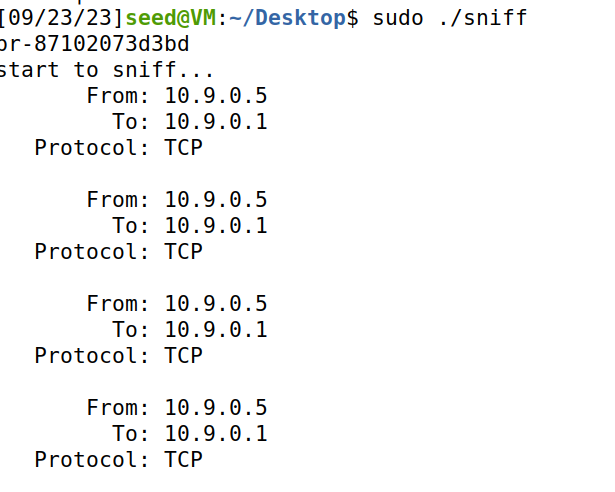 [09/23/23]seed@VM:~/Desktop$ sudo ./sniff
br-87102073d3bd
start to sniff...
From: 10.9.0.5
To: 10.9.0.1
Protocol: TCP
From: 10.9.0.5
To: 10.9.0.1
Protocol: TCP
From: 10.9.0.5
To: 10.9.0.1
Protocol: TCP
From: 10.9.0.5
To: 10.9.0.1
Protocol: TCP